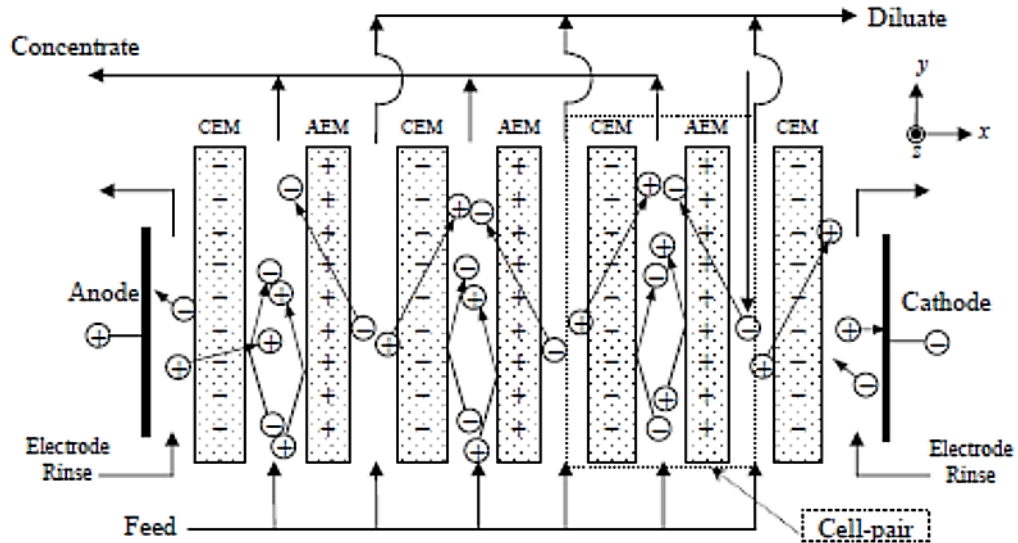 Diluate
Concentrate
y
x
z
CEM
AEM
CEM
AEM
CEM
AEM
CEM
Anode
Cathode
Electrode
Rinse
Electrode
Rinse
Feed
Cell-pair